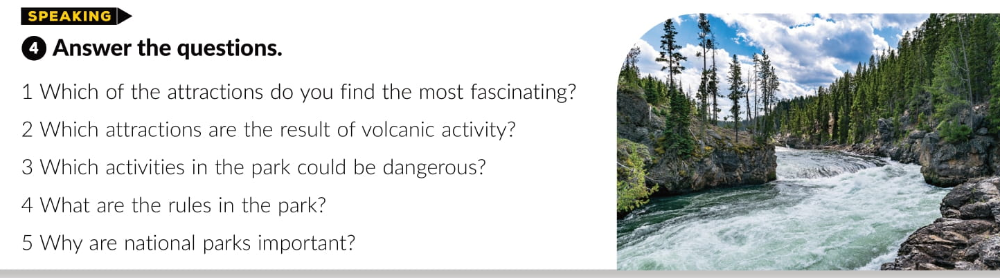 SPEAKING
4 Answer the questions.
1 Which of the attractions do you find the most fascinating?
2 Which attractions are the result of volcanic activity?
3 Which activities in the park could be dangerous?
4 What are the rules in the park?
5 Why are national parks important?